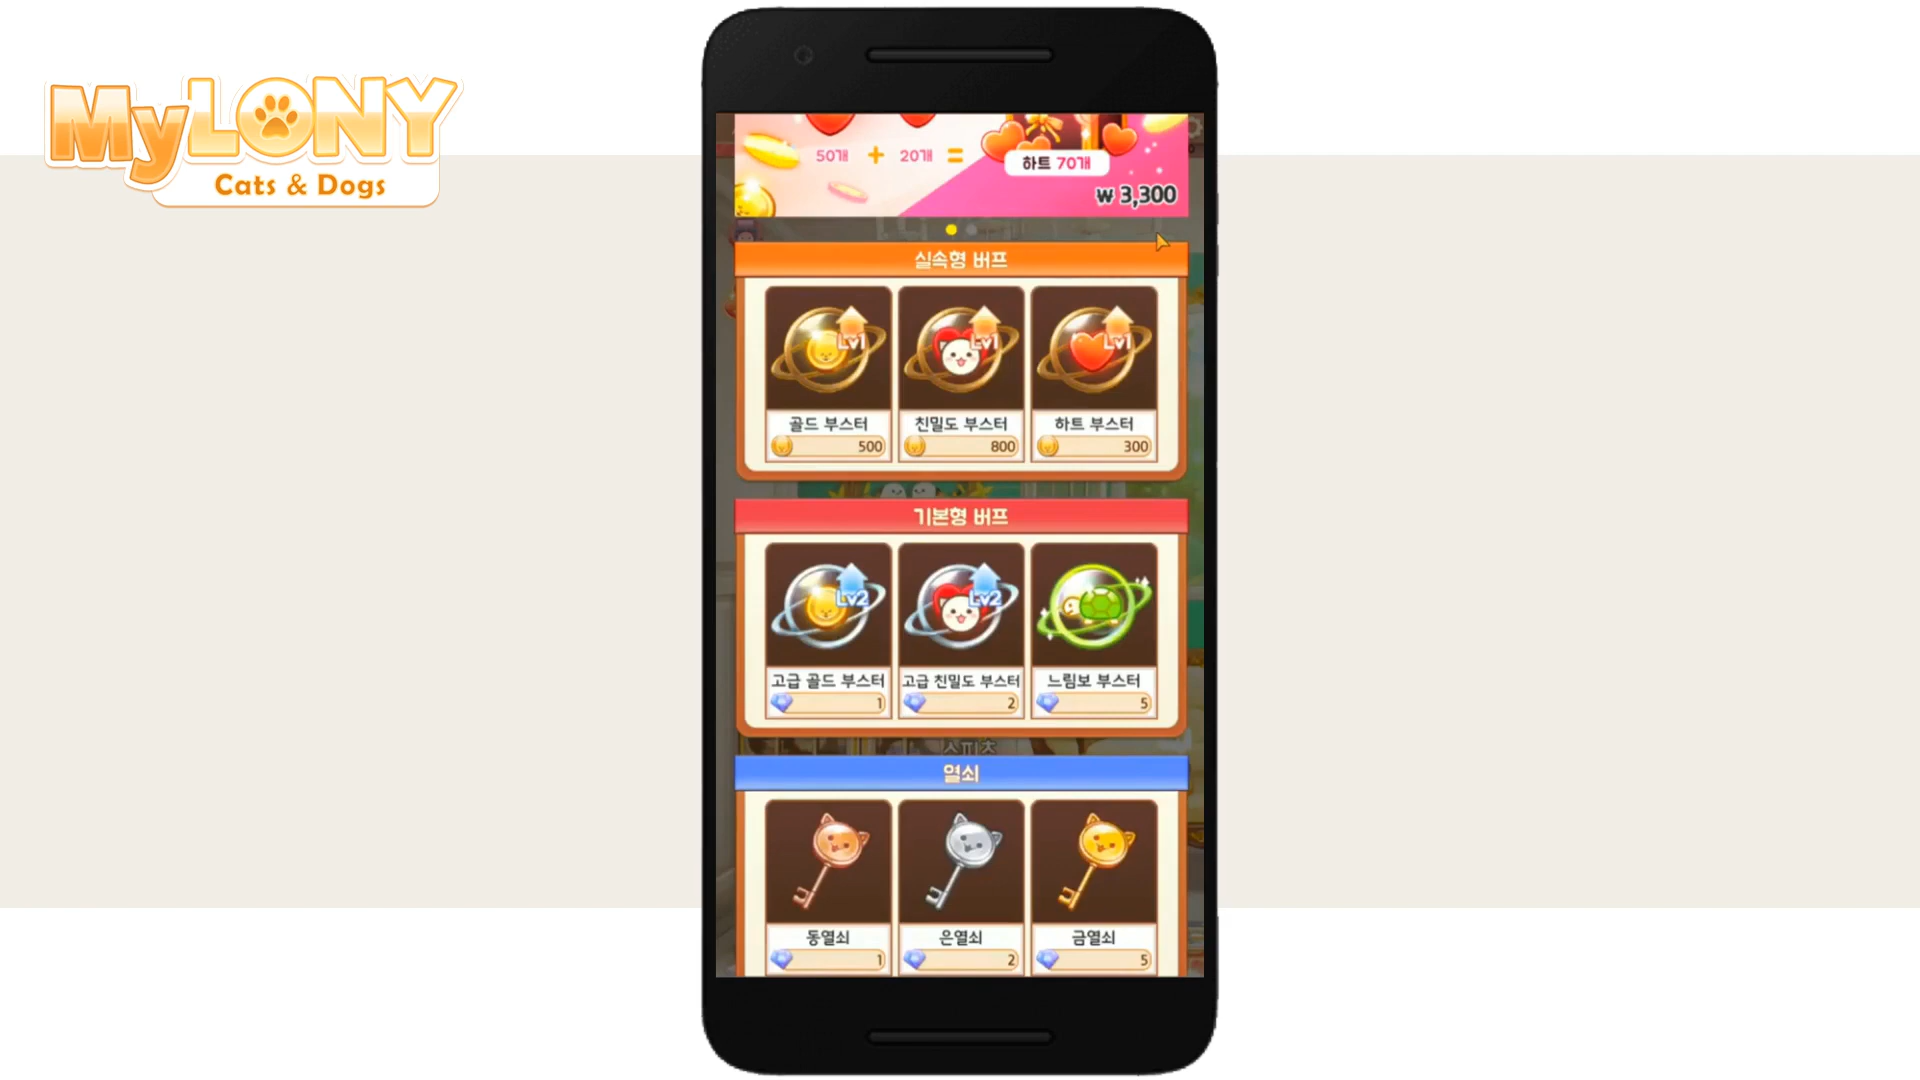 MyLONY
Cats & Dogs
50개 + 20개 =
하트 70개
₩ 3,300
실속형 버프
Lv1 Lv1 Lv1
골드 부스터 친밀도 부스터 하트 부스터
500 800 300
기본형 버프
Lv2 Lv2
고급 골드 부스터 고급 친밀도 부스터 느림보 부스터
1 2 5
스피츠
열쇠
동열쇠 은열쇠 금열쇠
1 2 5